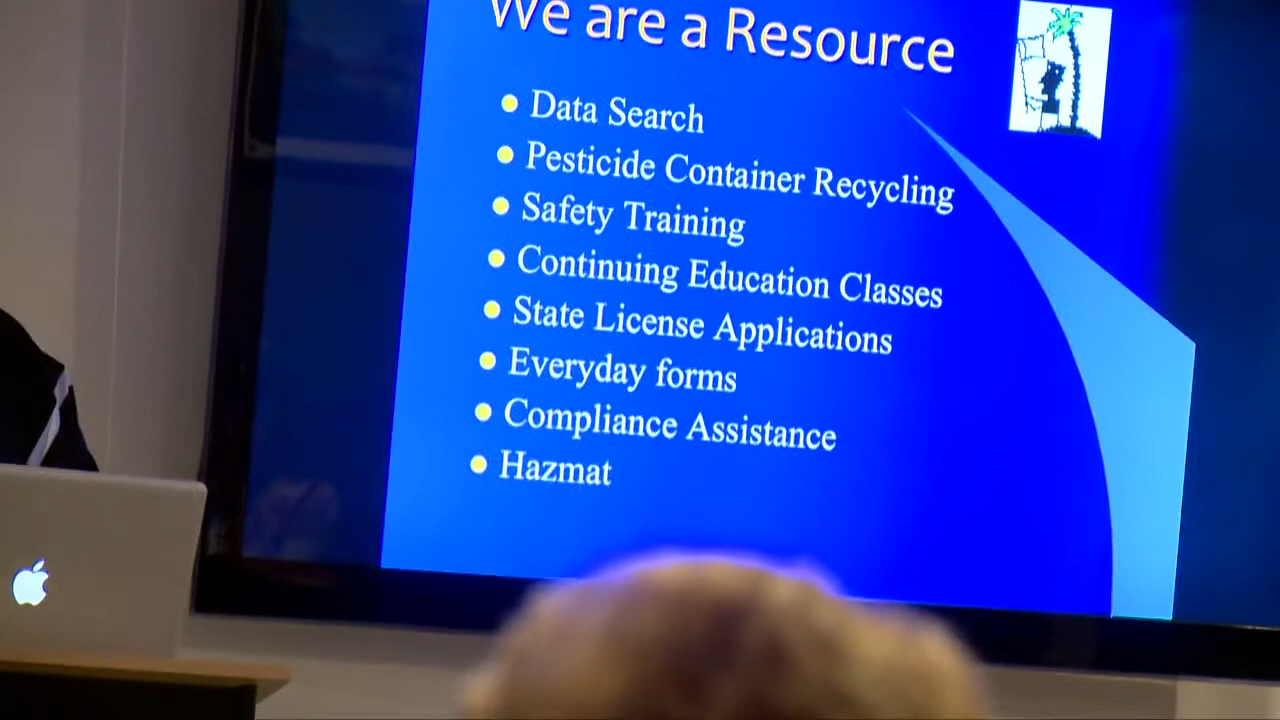 We are a Resource
Data Search
Pesticide Container Recycling
Safety Training
Continuing Education Classes
State License Applications
Everyday forms
Compliance Assistance
Hazmat